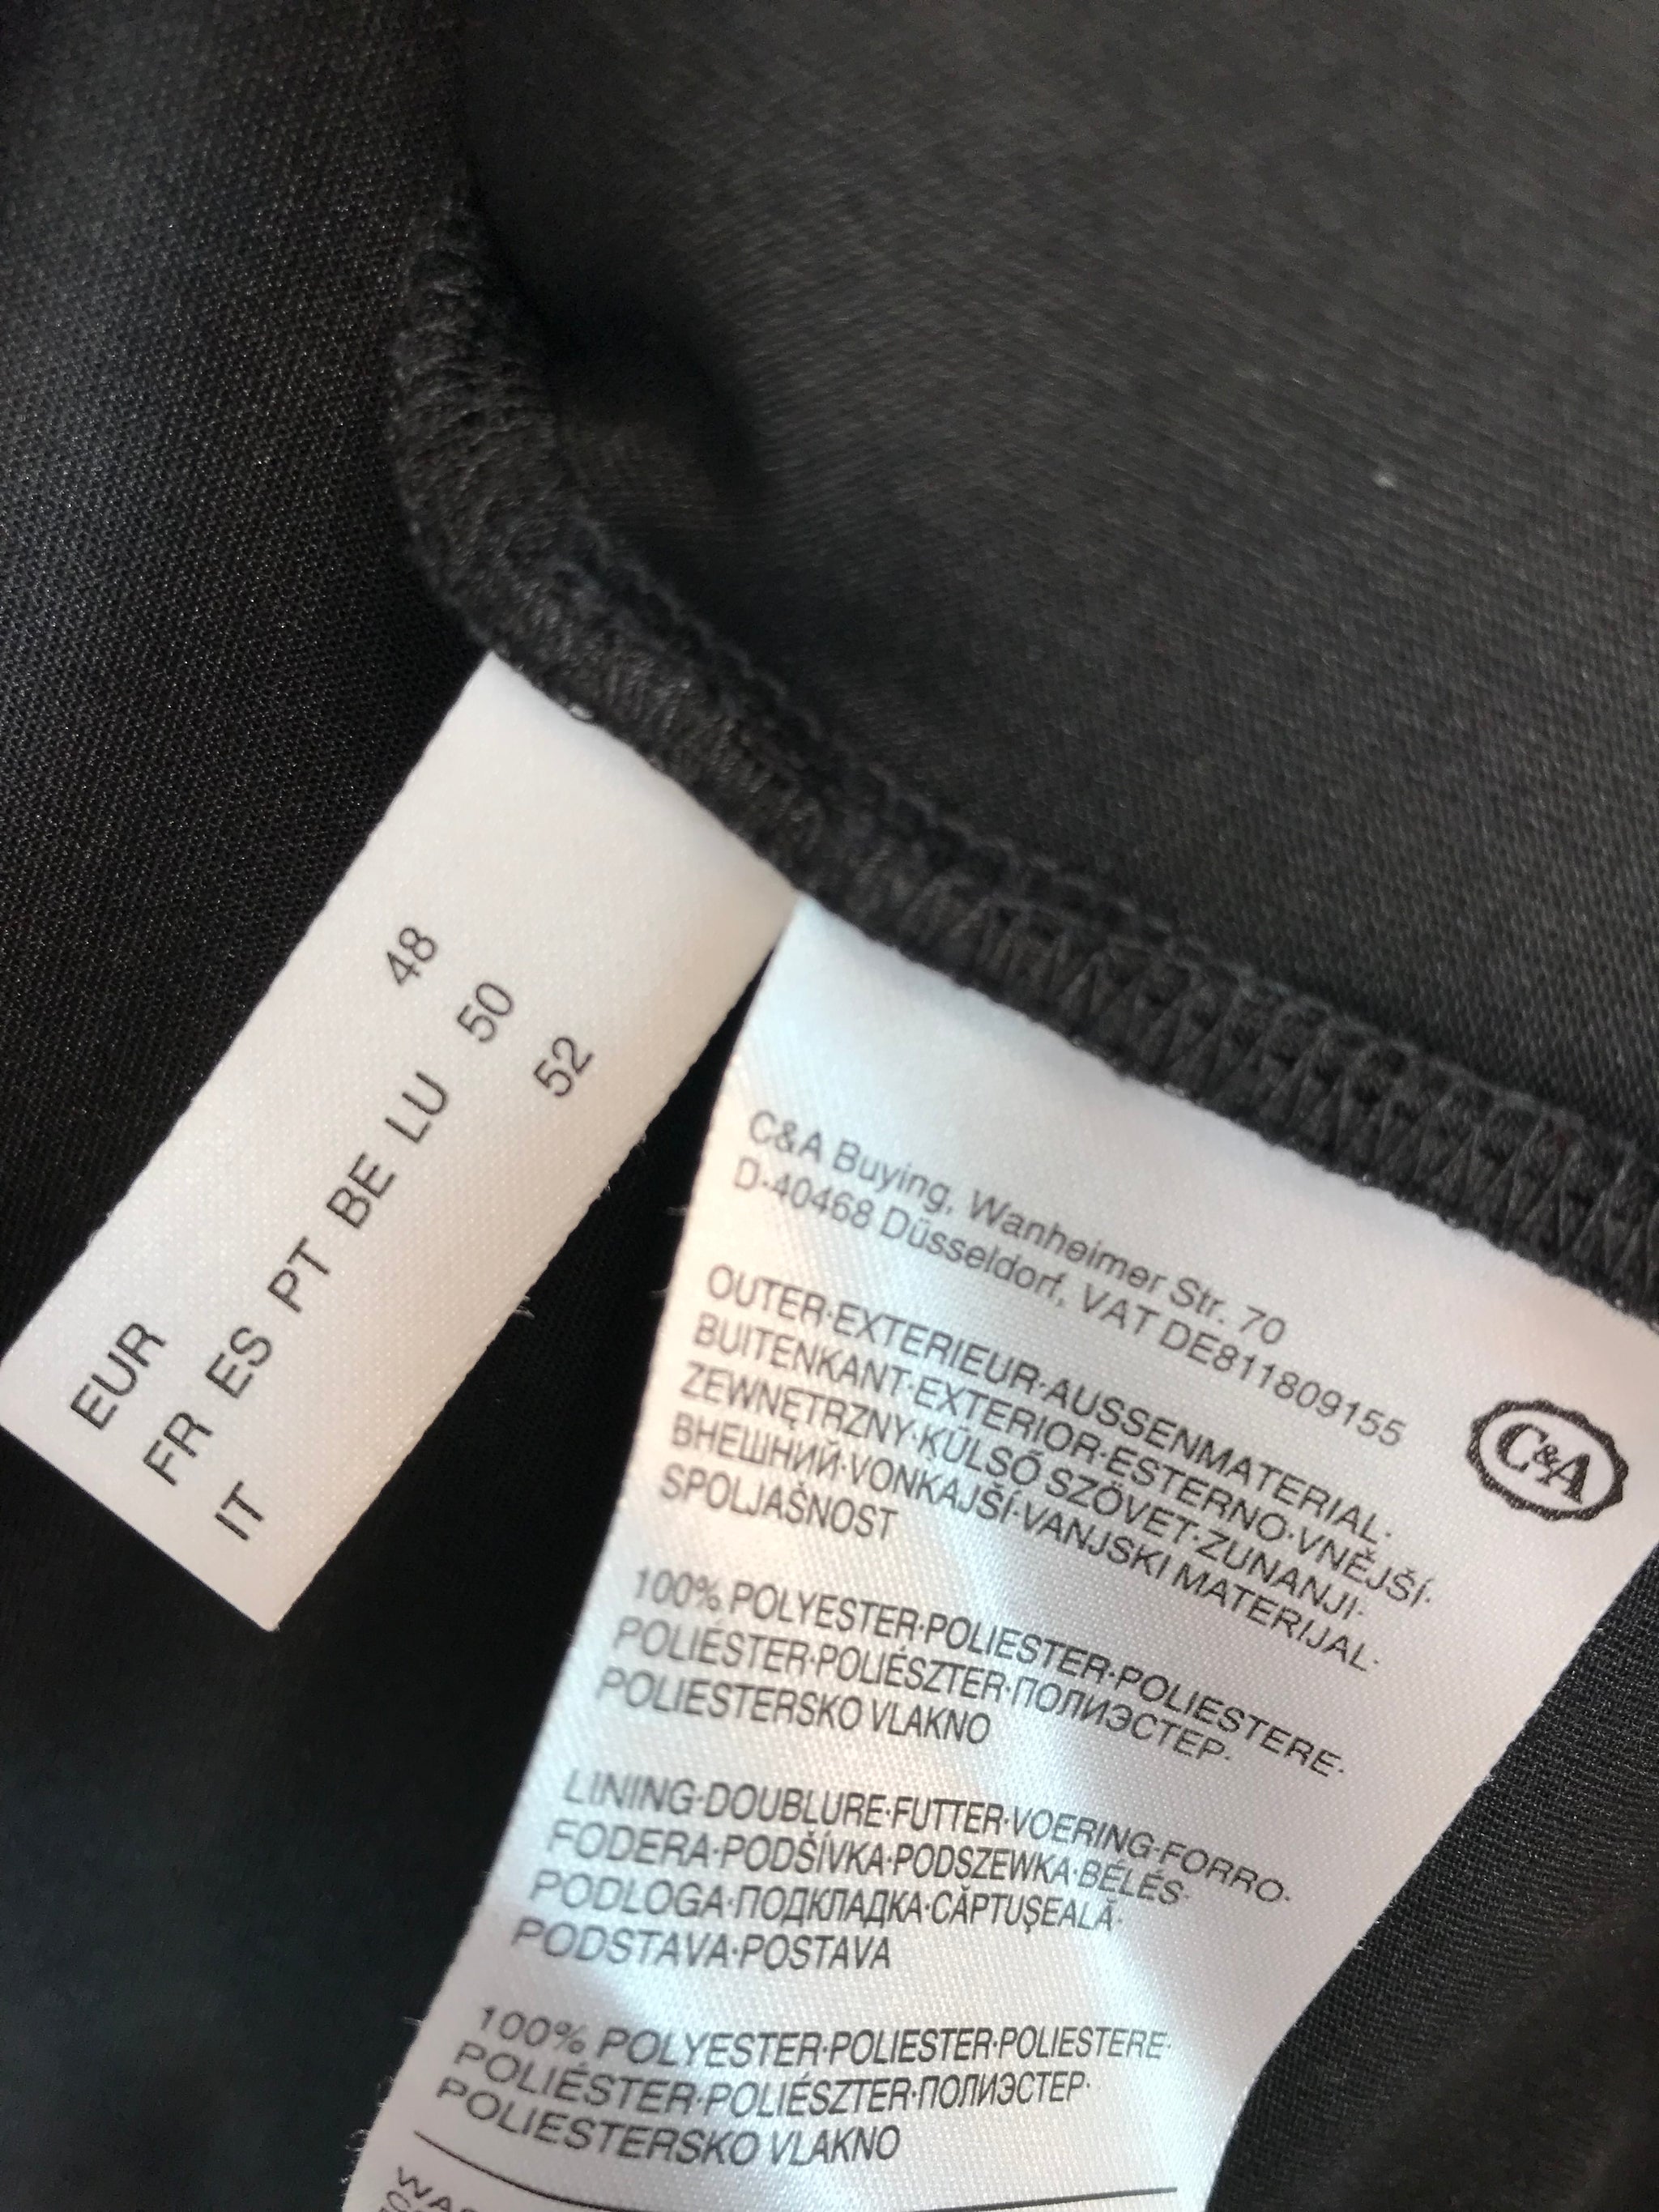 EUR 48
FR ES PT BE LU 50
IT 52
C&A Buying, Wanheimer Str. 70
D-40468 Düsseldorf, VAT DE811809155
C&A
OUTER·EXTERIEUR·AUSSENMATERIAL·
BUITENKANT·EXTERIOR·ESTERNO·VNĚJŠÍ·
ZEWNĘTRZNY·KÜLSŐ SZÖVET·ZUNANJI·
ВНЕШНИЙ·VONKAJŠÍ·VANJSKI MATERIJAL·
SPOLJAŠNOST
100% POLYESTER·POLIESTER·POLIESTERE·
POLIÉSTER·POLIÉSZTER·ПОЛИЭСТЕР·
POLIESTERSKO VLAKNO
LINING·DOUBLURE·FUTTER·VOERING·FORRO·
FODERA·PODŠÍVKA·PODSZEWKA·BÉLÉS·
PODLOGA·ПОДКЛАДКА·CĂPTUŞEALĂ·
PODSTAVA·POSTAVA
100% POLYESTER·POLIESTER·POLIESTERE·
POLIÉSTER·POLIÉSZTER·ПОЛИЭСТЕР·
POLIESTERSKO VLAKNO